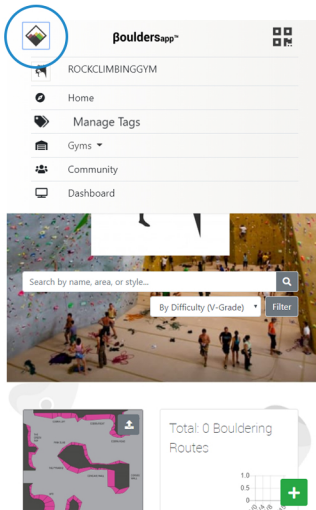 βouldersapp™
ROCKCLIMBINGGYM
Home
Manage Tags
Gyms
Community
Dashboard
Search by name, area, or style...
By Difficulty (V-Grade)
Filter
Total: 0 Bouldering
Routes
1.0
0.5
0